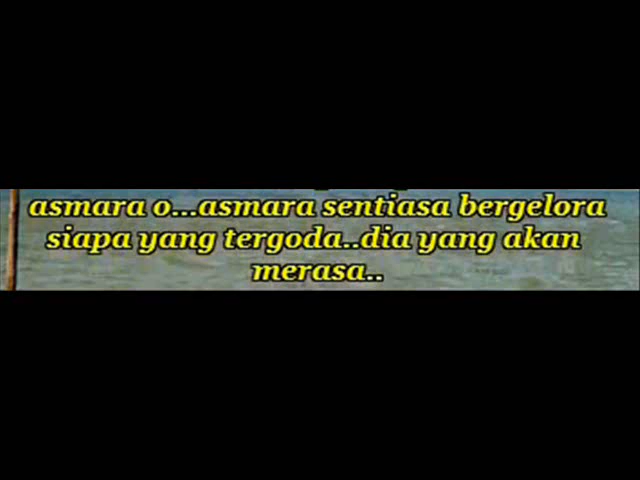 asmara o...asmara sentiasa bergelora
siapa yang tergoda..dia yang akan
merasa..